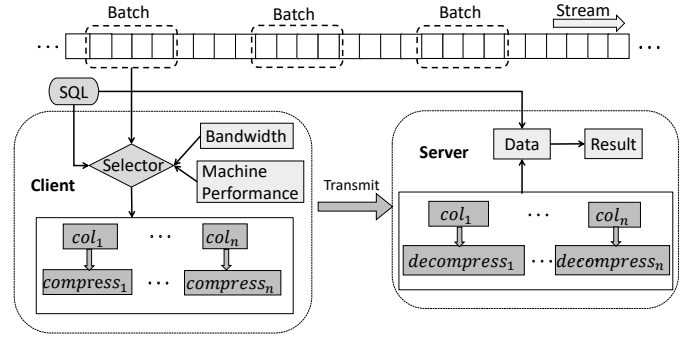 Batch Batch Batch Stream
··· ···
SQL
Bandwidth
Selector
Machine
Performance
Client
col₁ ··· colₙ
compress₁ ··· compressₙ
Transmit
Server
Data Result
col₁ ··· colₙ
decompress₁ ··· decompressₙ